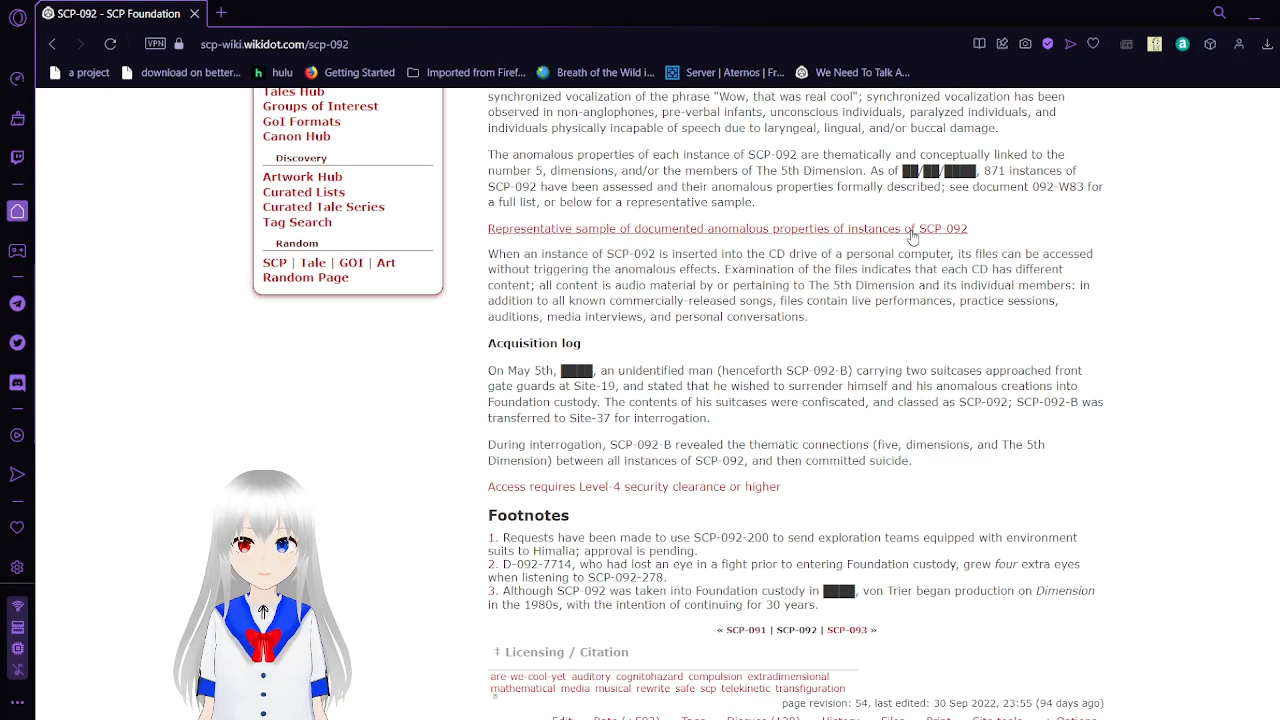 SCP-092 - SCP Foundation
VPN
scp-wiki.wikidot.com/scp-092
a project
download on better...
hulu
Getting Started
Imported from Firef...
Breath of the Wild i...
Server | Aternos | Fr...
We Need To Talk A...
Tales Hub
Groups of Interest
GoI Formats
Canon Hub
Discovery
Artwork Hub
Curated Lists
Curated Tale Series
Tag Search
Random
SCP | Tale | GOI | Art
Random Page
synchronized vocalization of the phrase "Wow, that was real cool"; synchronized vocalization has been
observed in non-anglophones, pre-verbal infants, unconscious individuals, paralyzed individuals, and
individuals physically incapable of speech due to laryngeal, lingual, and/or buccal damage.
The anomalous properties of each instance of SCP-092 are thematically and conceptually linked to the
number 5, dimensions, and/or the members of The 5th Dimension. As of ██/██/████, 871 instances of
SCP-092 have been assessed and their anomalous properties formally described; see document 092-W83 for
a full list, or below for a representative sample.
Representative sample of documented anomalous properties of instances of SCP-092
When an instance of SCP-092 is inserted into the CD drive of a personal computer, its files can be accessed
without triggering the anomalous effects. Examination of the files indicates that each CD has different
content; all content is audio material by or pertaining to The 5th Dimension and its individual members: in
addition to all known commercially-released songs, files contain live performances, practice sessions,
auditions, media interviews, and personal conversations.
Acquisition log
On May 5th, ████, an unidentified man (henceforth SCP-092-B) carrying two suitcases approached front
gate guards at Site-19, and stated that he wished to surrender himself and his anomalous creations into
Foundation custody. The contents of his suitcases were confiscated, and classed as SCP-092; SCP-092-B was
transferred to Site-37 for interrogation.
During interrogation, SCP-092-B revealed the thematic connections (five, dimensions, and The 5th
Dimension) between all instances of SCP-092, and then committed suicide.
Access requires Level-4 security clearance or higher
Footnotes
1. Requests have been made to use SCP-092-200 to send exploration teams equipped with environment
suits to Himalia; approval is pending.
2. D-092-7714, who had lost an eye in a fight prior to entering Foundation custody, grew four extra eyes
when listening to SCP-092-278.
3. Although SCP-092 was taken into Foundation custody in ████, von Trier began production on Dimension
in the 1980s, with the intention of continuing for 30 years.
« SCP-091 | SCP-092 | SCP-093 »
‡ Licensing / Citation
are-we-cool-yet auditory cognitohazard compulsion extradimensional
mathematical media musical rewrite safe scp telekinetic transfiguration
page revision: 54, last edited: 30 Sep 2022, 23:55 (94 days ago)